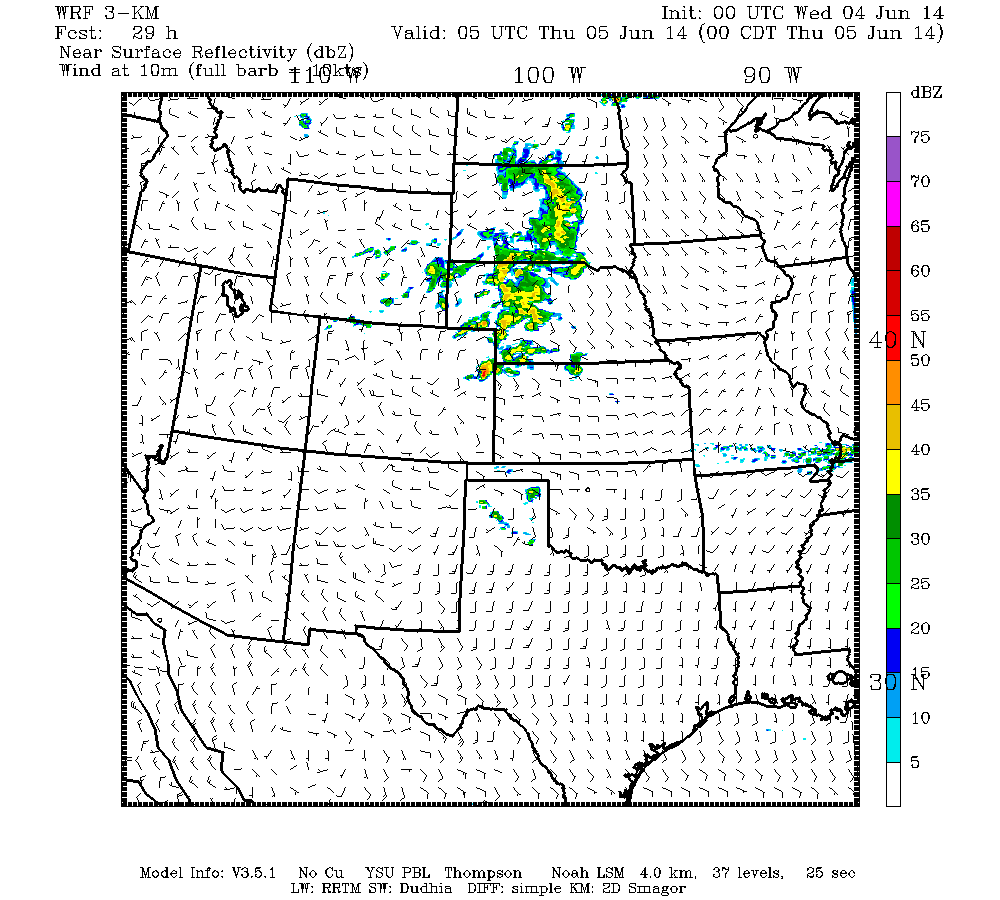 WRF 3-KM Init: 00 UTC Wed 04 Jun 14
Fcst: 29 h Valid: 05 UTC Thu 05 Jun 14 (00 CDT Thu 05 Jun 14)
Near Surface Reflectivity (dbZ)
Wind at 10m (full barb = 10kts)
110 W 100 W 90 W
dBZ
75
70
65
60
55
40 N
50
45
40
35
30
25
20
15
30 N
10
5
Model Info: V3.5.1 No Cu YSU PBL Thompson Noah LSM 4.0 km, 37 levels, 25 sec
LW: RRTM SW: Dudhia DIFF: simple KM: 2D Smagor